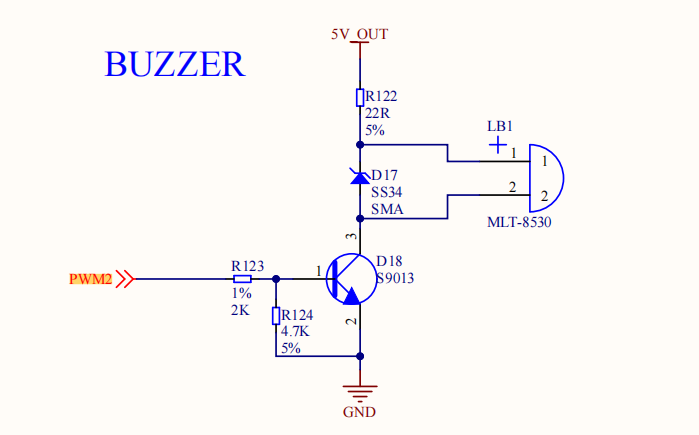 5V_OUT
BUZZER
R122
22R
5%
LB1
1
1
D17
SS34
SMA
2
2
MLT-8530
3
D18
S9013
R123
1
PWM2
1%
2K
R124
4.7K
5%
2
GND